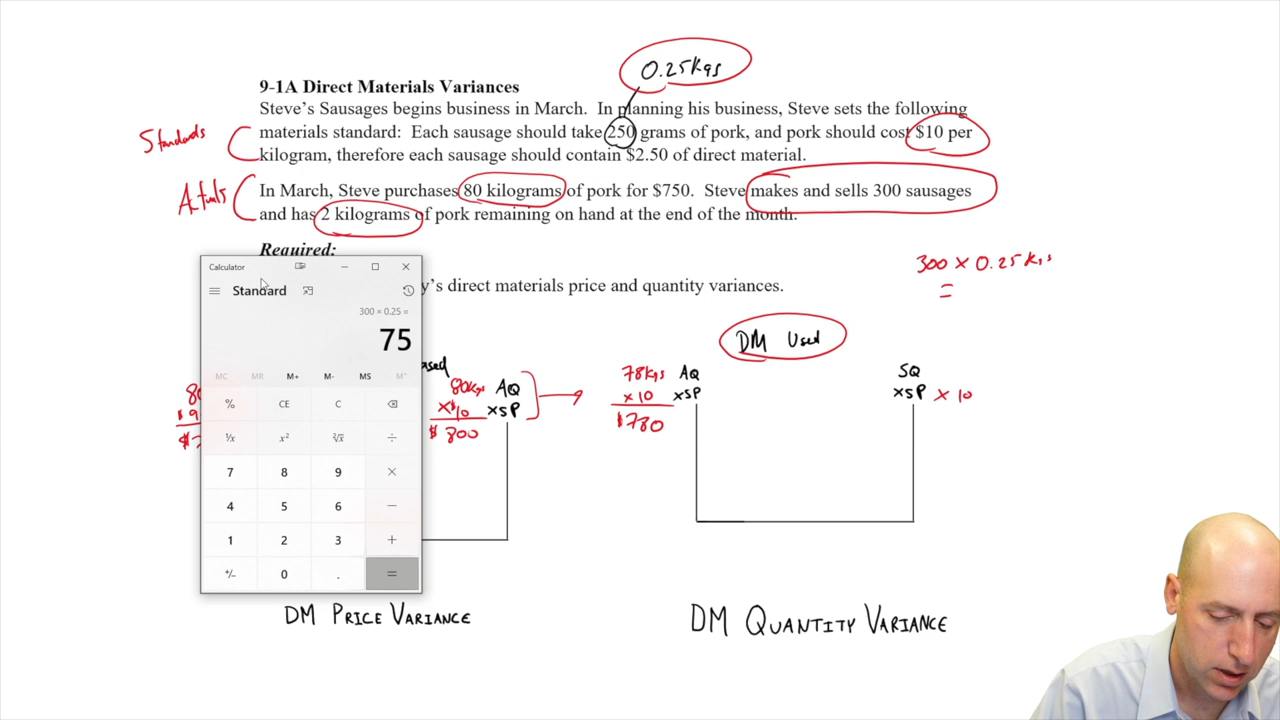 0.25Kgs
9-1A Direct Materials Variances
Steve's Sausages begins business in March. In planning his business, Steve sets the following
Standards
materials standard: Each sausage should take 250 grams of pork, and pork should cost $10 per
kilogram, therefore each sausage should contain $2.50 of direct material.
Actuals
In March, Steve purchases 80 kilograms of pork for $750. Steve makes and sells 300 sausages
and has 2 kilograms of pork remaining on hand at the end of the month.
Required:
y's direct materials price and quantity variances.
300 × 0.25 Kgs
=
Calculator
Standard
300 × 0.25 =
75
MC MR M+ M- MS M˅
% CE C
¹/x x² ²√x ÷
7 8 9 ×
4 5 6 −
1 2 3 +
+/- 0 . =
ased
80Kgs AQ
×$10 ×SP
$ 800
DM Used
78Kgs AQ
×10 ×SP
$780
SQ
×SP × 10
DM PRICE VARIANCE
DM QUANTITY VARIANCE